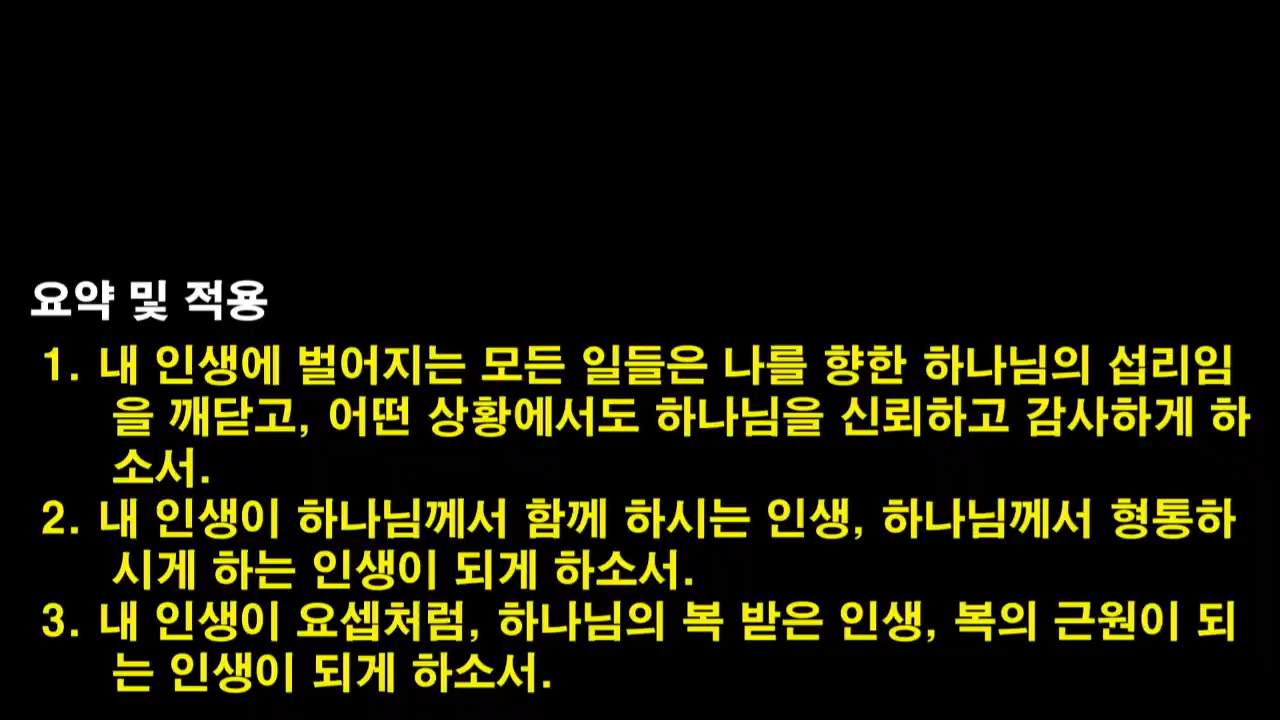 요약 및 적용
1. 내 인생에 벌어지는 모든 일들은 나를 향한 하나님의 섭리임
을 깨닫고, 어떤 상황에서도 하나님을 신뢰하고 감사하게 하
소서.
2. 내 인생이 하나님께서 함께 하시는 인생, 하나님께서 형통하
시게 하는 인생이 되게 하소서.
3. 내 인생이 요셉처럼, 하나님의 복 받은 인생, 복의 근원이 되
는 인생이 되게 하소서.